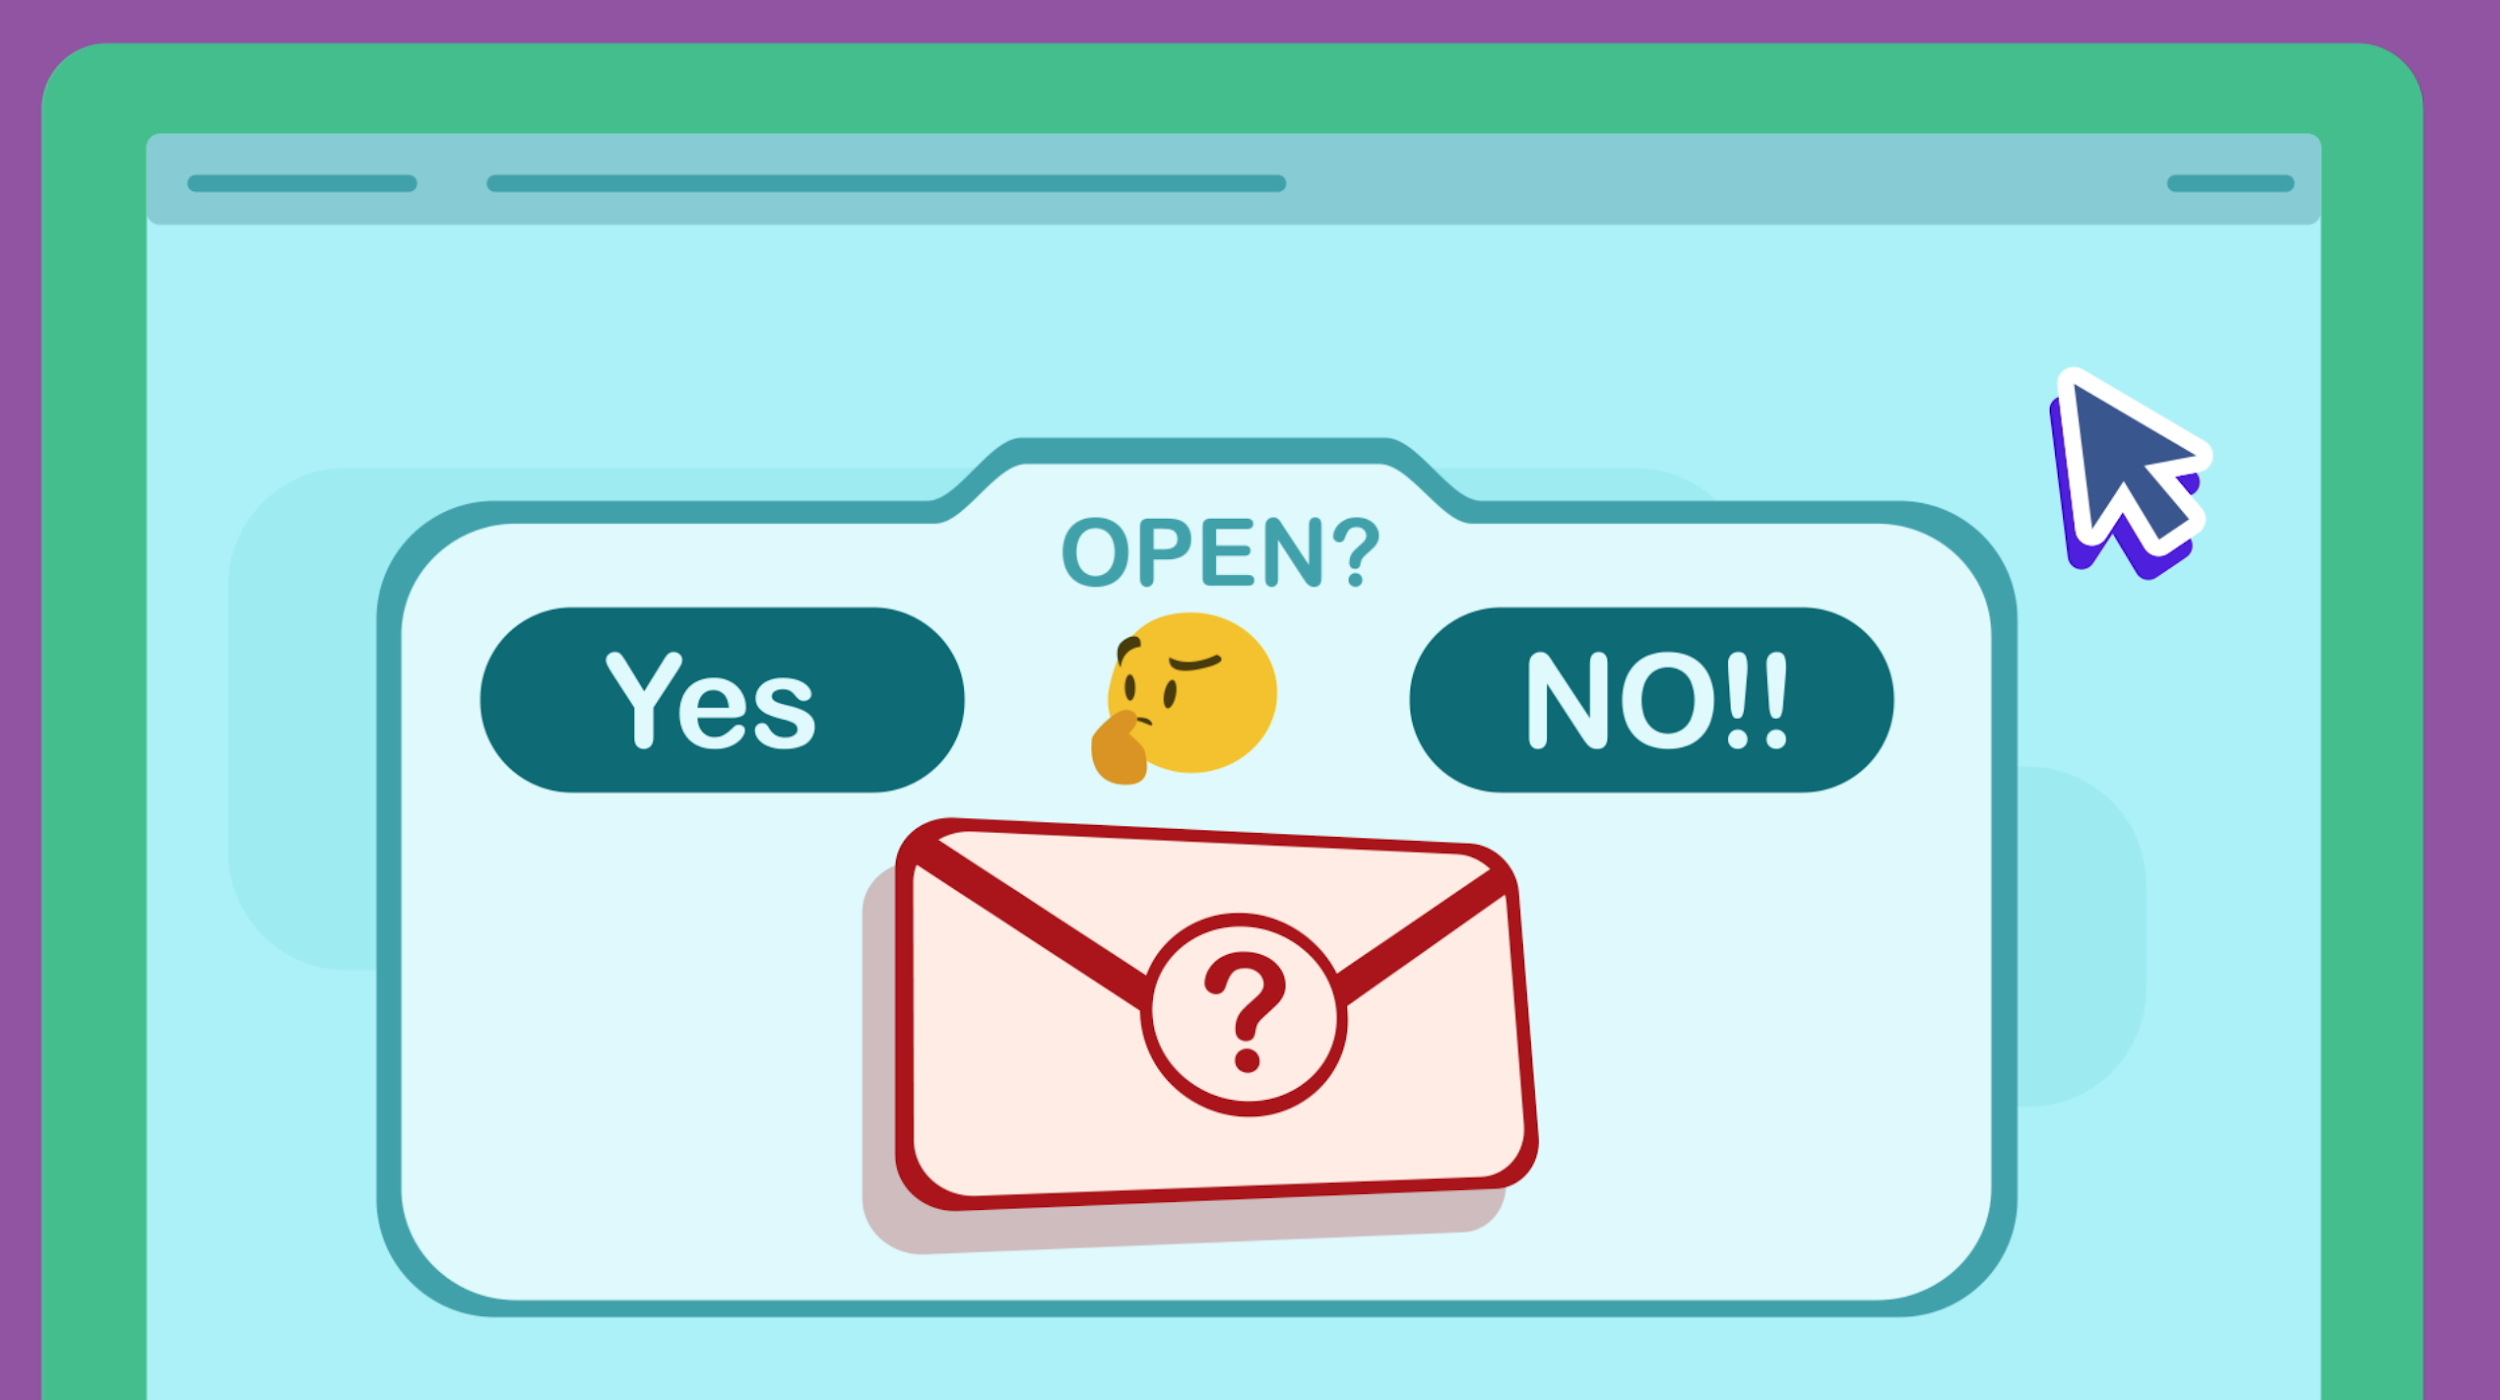 OPEN?
Yes
NO!!
?